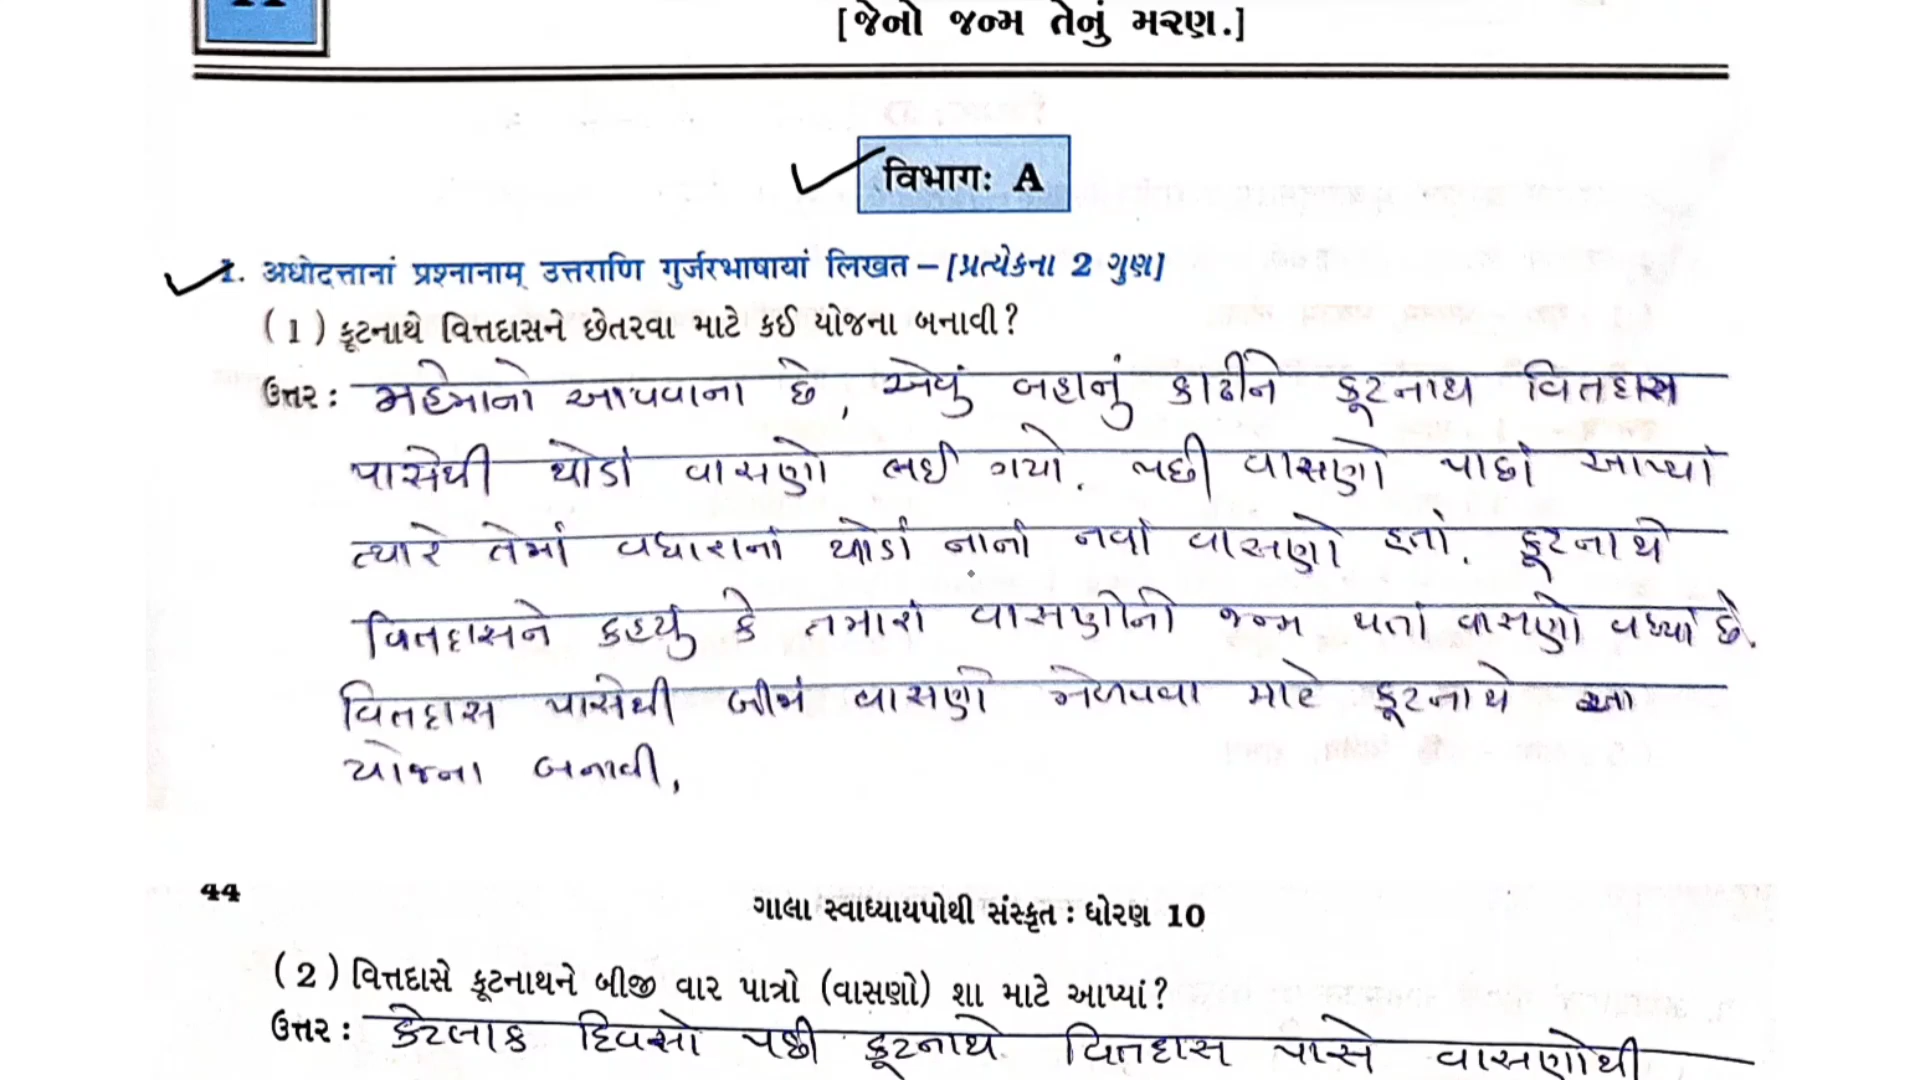 [જેનો જન્મ તેનું મરણ.]
विभागः A
1. अधोदत्तानां प्रश्नानाम् उत्तराणि गुर्जरभाषायां लिखत – [પ્રત્યેકના 2 ગુણ]
(1) કૂટનાથે વિત્તદાસને છેતરવા માટે કઈ યોજના બનાવી?
ઉત્તર : મહેમાનો આવવાના છે, એવું બહાનું કાઢીને કૂટનાથ વિતદાસ
પાસેથી થોડાં વાસણો લઈ ગયો. પછી વાસણો પાછાં આપ્યાં
ત્યારે તેમાં વધારાનાં થોડાં નાનાં નવાં વાસણો હતાં. કૂટનાથે
વિતદાસને કહ્યું કે તમારાં વાસણોની જન્મ થતાં વાસણો વધ્યાં છે.
વિતદાસ પાસેથી બીજાં વાસણો મેળવવા માટે કૂટનાથે આ
યોજના બનાવી.
44
ગાલા સ્વાધ્યાયપોથી સંસ્કૃત : ધોરણ 10
(2) વિત્તદાસે કૂટનાથને બીજી વાર પાત્રો (વાસણો) શા માટે આપ્યાં?
ઉત્તર : કેટલાક દિવસો પછી કૂટનાથે વિતદાસ પાસે વાસણોથી